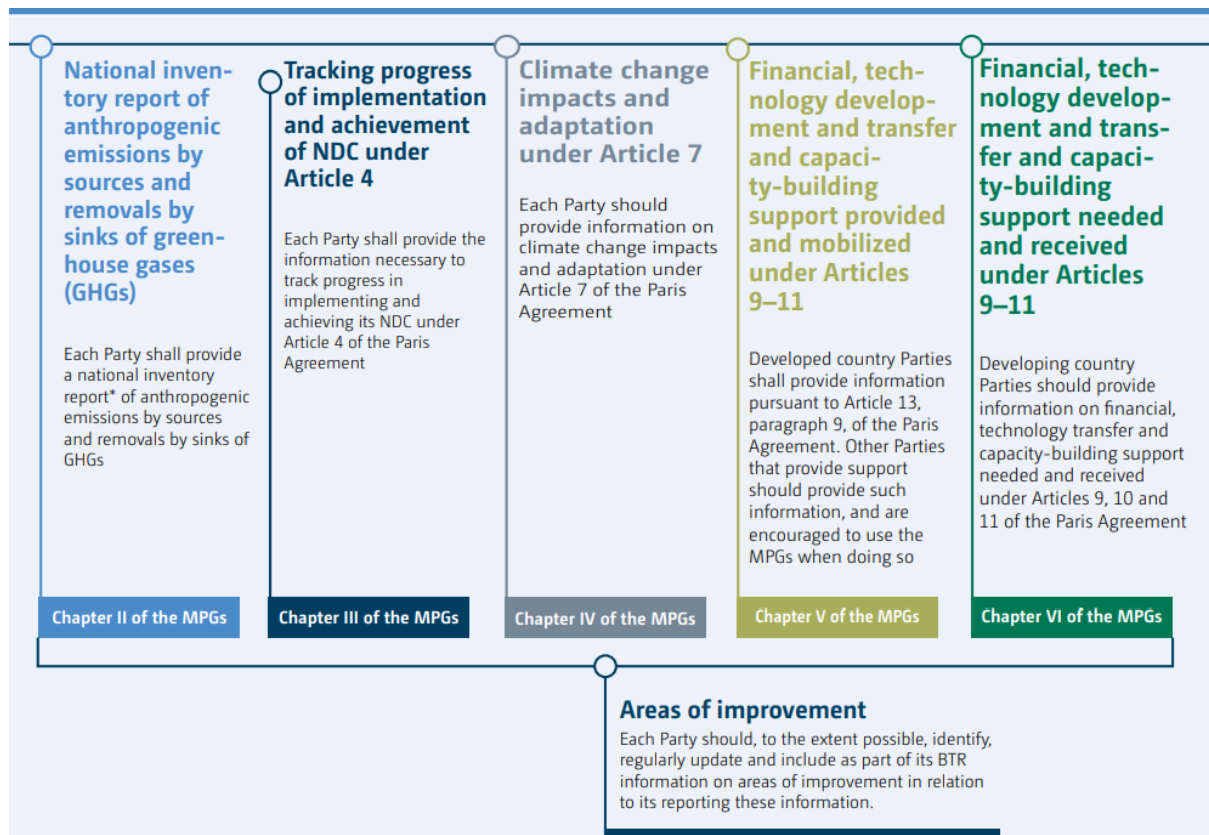 National inven-
tory report of
anthropogenic
emissions by
sources and
removals by
sinks of green-
house gases
(GHGs)
Each Party shall provide
a national inventory
report* of anthropogenic
emissions by sources
and removals by sinks of
GHGs
Chapter II of the MPGs
Tracking progress
of implementation
and achievement
of NDC under
Article 4
Each Party shall provide the
information necessary to
track progress in
implementing and
achieving its NDC under
Article 4 of the Paris
Agreement
Chapter III of the MPGs
Climate change
impacts and
adaptation
under Article 7
Each Party should
provide information on
climate change impacts
and adaptation under
Article 7 of the Paris
Agreement
Chapter IV of the MPGs
Financial, tech-
nology develop-
ment and transfer
and capaci-
ty-building
support provided
and mobilized
under Articles
9–11
Developed country Parties
shall provide information
pursuant to Article 13,
paragraph 9, of the Paris
Agreement. Other Parties
that provide support
should provide such
information, and are
encouraged to use the
MPGs when doing so
Chapter V of the MPGs
Financial, tech-
nology develop-
ment and trans-
fer and capaci-
ty-building
support needed
and received
under Articles
9–11
Developing country
Parties should provide
information on financial,
technology transfer and
capacity-building support
needed and received
under Articles 9, 10 and
11 of the Paris Agreement
Chapter VI of the MPGs
Areas of improvement
Each Party should, to the extent possible, identify,
regularly update and include as part of its BTR
information on areas of improvement in relation
to its reporting these information.